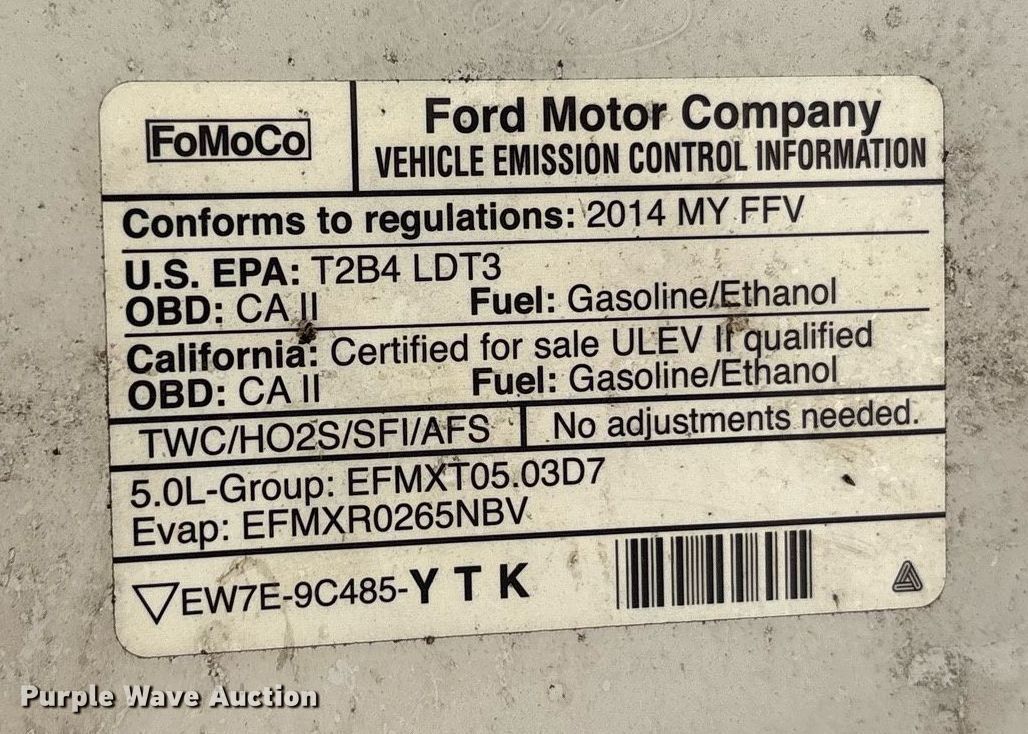 Ford
FoMoCo
Ford Motor Company
VEHICLE EMISSION CONTROL INFORMATION
Conforms to regulations: 2014 MY FFV
U.S. EPA: T2B4 LDT3
OBD: CA II Fuel: Gasoline/Ethanol
California: Certified for sale ULEV II qualified
OBD: CA II Fuel: Gasoline/Ethanol
TWC/HO2S/SFI/AFS No adjustments needed.
5.0L-Group: EFMXT05.03D7
Evap: EFMXR0265NBV
EW7E-9C485-YTK
Purple Wave Auction